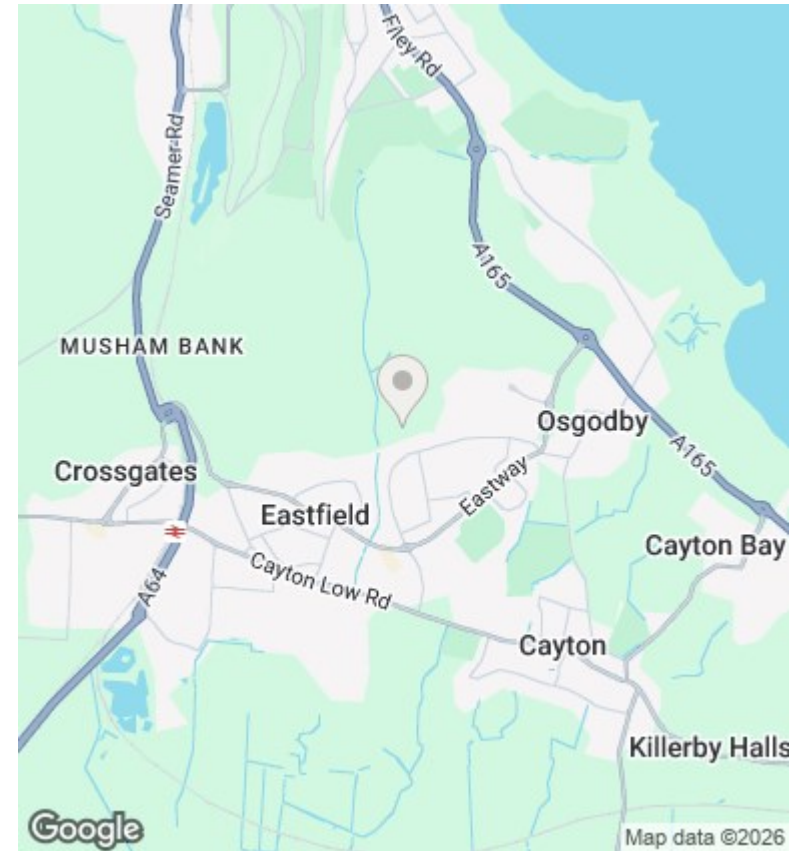 Filey Rd
Seamer Rd
A165
MUSHAM BANK
Osgodby
A165
Crossgates
Eastway
Eastfield
Cayton Bay
Cayton Low Rd
A64
Cayton
Killerby Halls
Google
Map data ©2026